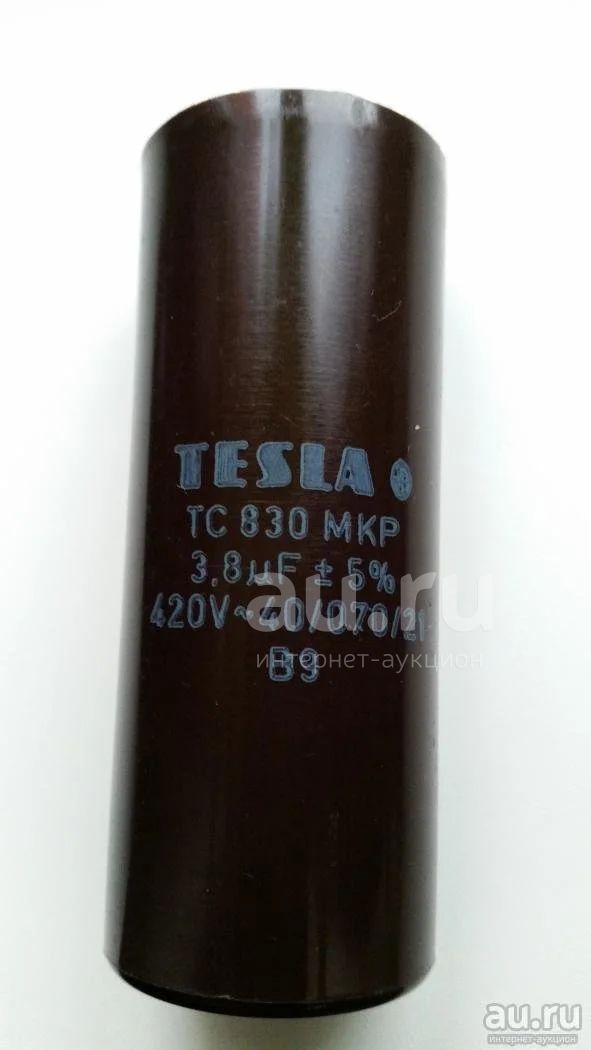 TESLA
TC 830 MKP
3,8µF ± 5%
420V~40/070/21
B9
au.ru
интернет-аукцион
au.ru
интернет-аукцион